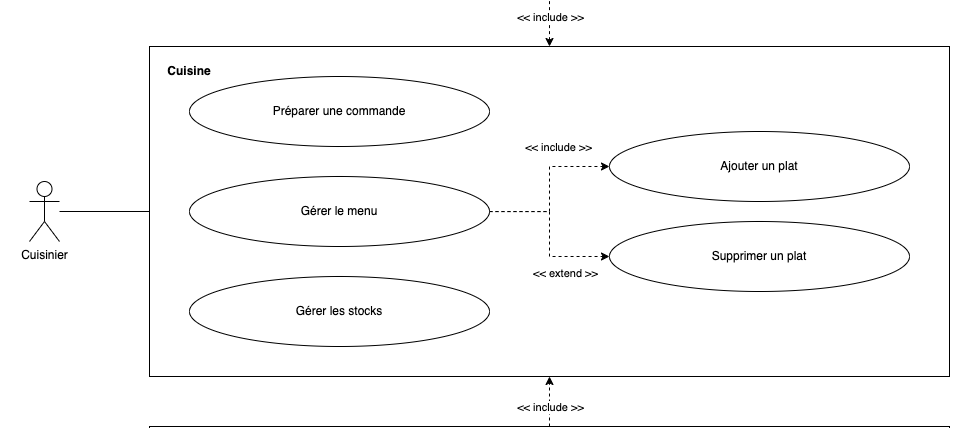 << include >>
Cuisine
Préparer une commande
<< include >>
Ajouter un plat
Gérer le menu
Cuisinier
Supprimer un plat
<< extend >>
Gérer les stocks
<< include >>